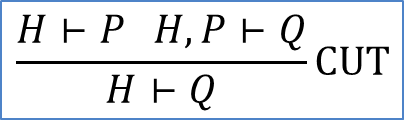 H ⊢ P   H, P ⊢ Q
CUT
H ⊢ Q